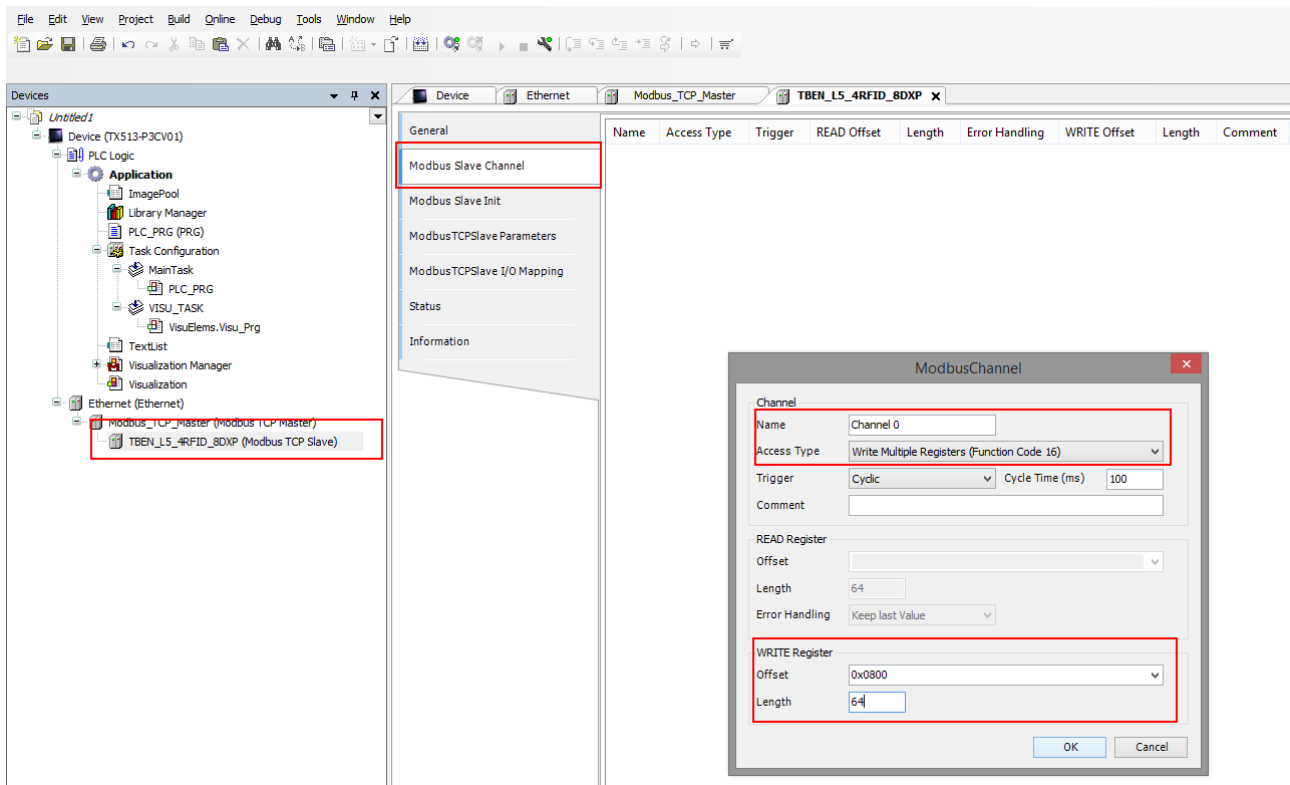 File Edit View Project Build Online Debug Tools Window Help
Devices
Untitled1
Device (TX513-P3CV01)
PLC Logic
Application
ImagePool
Library Manager
PLC_PRG (PRG)
Task Configuration
MainTask
PLC_PRG
VISU_TASK
VisuElems.Visu_Prg
TextList
Visualization Manager
Visualization
Ethernet (Ethernet)
Modbus_TCP_Master (Modbus TCP Master)
TBEN_L5_4RFID_8DXP (Modbus TCP Slave)
Device Ethernet Modbus_TCP_Master TBEN_L5_4RFID_8DXP
General
Modbus Slave Channel
Modbus Slave Init
ModbusTCPSlave Parameters
ModbusTCPSlave I/O Mapping
Status
Information
Name Access Type Trigger READ Offset Length Error Handling WRITE Offset Length Comment
ModbusChannel
Channel
Name Channel 0
Access Type Write Multiple Registers (Function Code 16)
Trigger Cyclic Cycle Time (ms) 100
Comment
READ Register
Offset
Length 64
Error Handling Keep last Value
WRITE Register
Offset 0x0800
Length 64
OK Cancel